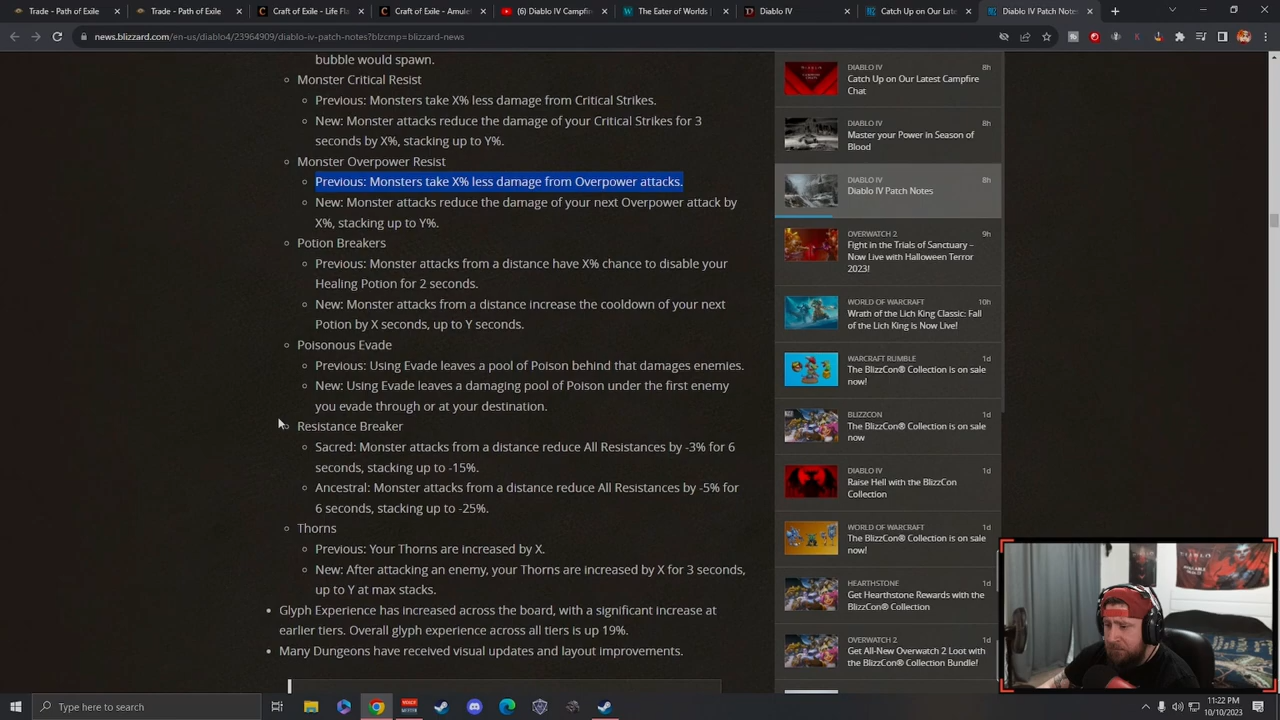 Trade - Path of Exile
Trade - Path of Exile
Craft of Exile - Life Fla
Craft of Exile - Amule
(6) Diablo IV Campfir
The Eater of Worlds |
Diablo IV
Catch Up on Our Late
Diablo IV Patch Notes
news.blizzard.com/en-us/diablo4/23964909/diablo-iv-patch-notes?blzcmp=blizzard-news
bubble would spawn.
Monster Critical Resist
Previous: Monsters take X% less damage from Critical Strikes.
New: Monster attacks reduce the damage of your Critical Strikes for 3
seconds by X%, stacking up to Y%.
Monster Overpower Resist
Previous: Monsters take X% less damage from Overpower attacks.
New: Monster attacks reduce the damage of your next Overpower attack by
X%, stacking up to Y%.
Potion Breakers
Previous: Monster attacks from a distance have X% chance to disable your
Healing Potion for 2 seconds.
New: Monster attacks from a distance increase the cooldown of your next
Potion by X seconds, up to Y seconds.
Poisonous Evade
Previous: Using Evade leaves a pool of Poison behind that damages enemies.
New: Using Evade leaves a damaging pool of Poison under the first enemy
you evade through or at your destination.
Resistance Breaker
Sacred: Monster attacks from a distance reduce All Resistances by -3% for 6
seconds, stacking up to -15%.
Ancestral: Monster attacks from a distance reduce All Resistances by -5% for
6 seconds, stacking up to -25%.
Thorns
Previous: Your Thorns are increased by X.
New: After attacking an enemy, your Thorns are increased by X for 3 seconds,
up to Y at max stacks.
Glyph Experience has increased across the board, with a significant increase at
earlier tiers. Overall glyph experience across all tiers is up 19%.
Many Dungeons have received visual updates and layout improvements.
DIABLO IV 8h
Catch Up on Our Latest Campfire
Chat
DIABLO IV 8h
Master your Power in Season of
Blood
DIABLO IV 8h
Diablo IV Patch Notes
OVERWATCH 2 9h
Fight in the Trials of Sanctuary –
Now Live with Halloween Terror
2023!
WORLD OF WARCRAFT 10h
Wrath of the Lich King Classic: Fall
of the Lich King is Now Live!
WARCRAFT RUMBLE 1d
The BlizzCon® Collection is on sale
now!
BLIZZCON 1d
The BlizzCon® Collection is on sale
now
DIABLO IV 1d
Raise Hell with the BlizzCon
Collection
WORLD OF WARCRAFT 1d
The BlizzCon® Collection is on sale
now!
HEARTHSTONE 1d
Get Hearthstone Rewards with the
BlizzCon® Collection
OVERWATCH 2 1d
Get All-New Overwatch 2 Loot with
the BlizzCon® Collection Bundle!
Type here to search
11:22 PM
10/10/2023